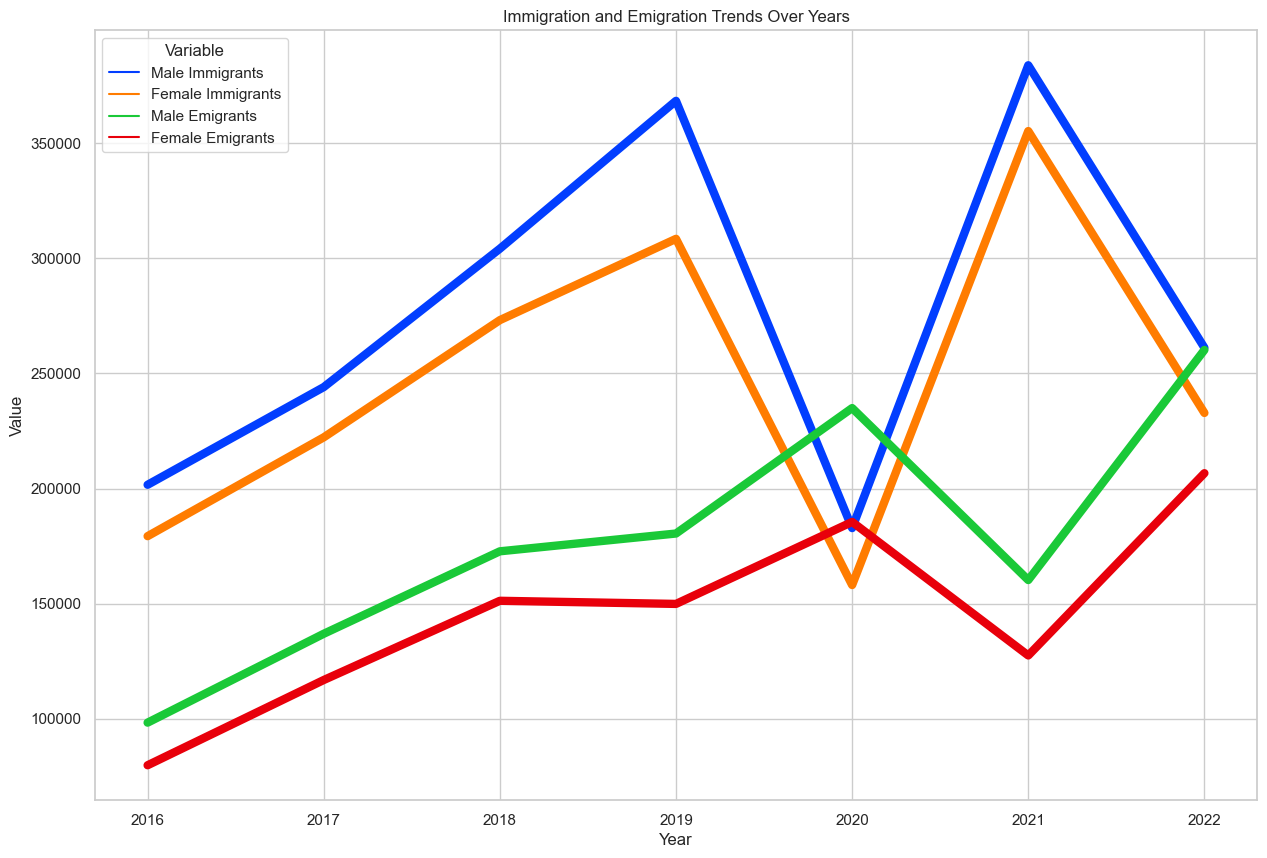 Immigration and Emigration Trends Over Years
Variable
Male Immigrants
Female Immigrants
Male Emigrants
Female Emigrants
Value
350000
300000
250000
200000
150000
100000
2016 2017 2018 2019 2020 2021 2022
Year